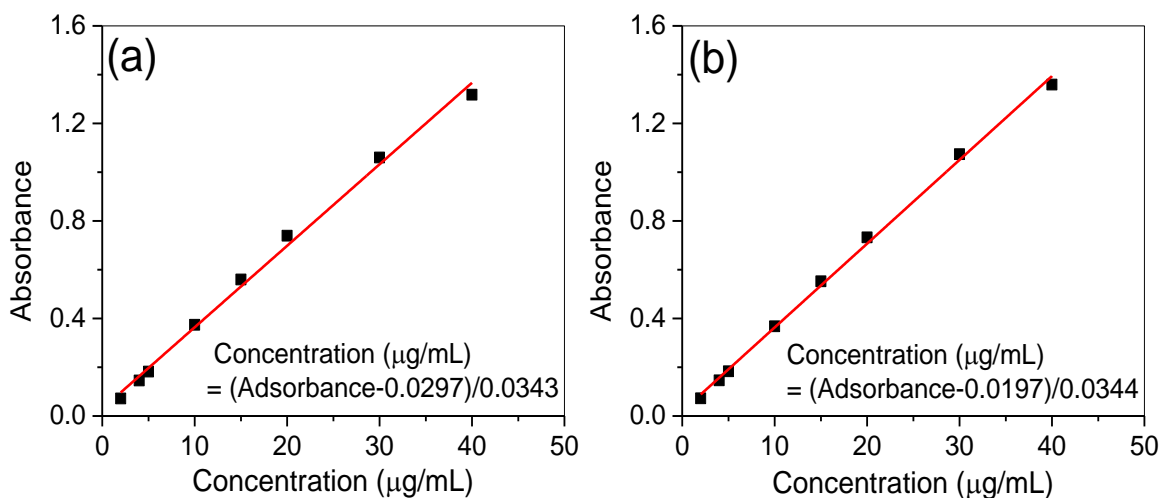 (a)
1.6
1.2
0.8
0.4
0.0
Absorbance
Concentration (μg/mL)
= (Adsorbance-0.0297)/0.0343
0 10 20 30 40 50
Concentration (μg/mL)
(b)
1.6
1.2
0.8
0.4
0.0
Absorbance
Concentration (μg/mL)
= (Adsorbance-0.0197)/0.0344
0 10 20 30 40 50
Concentration (μg/mL)